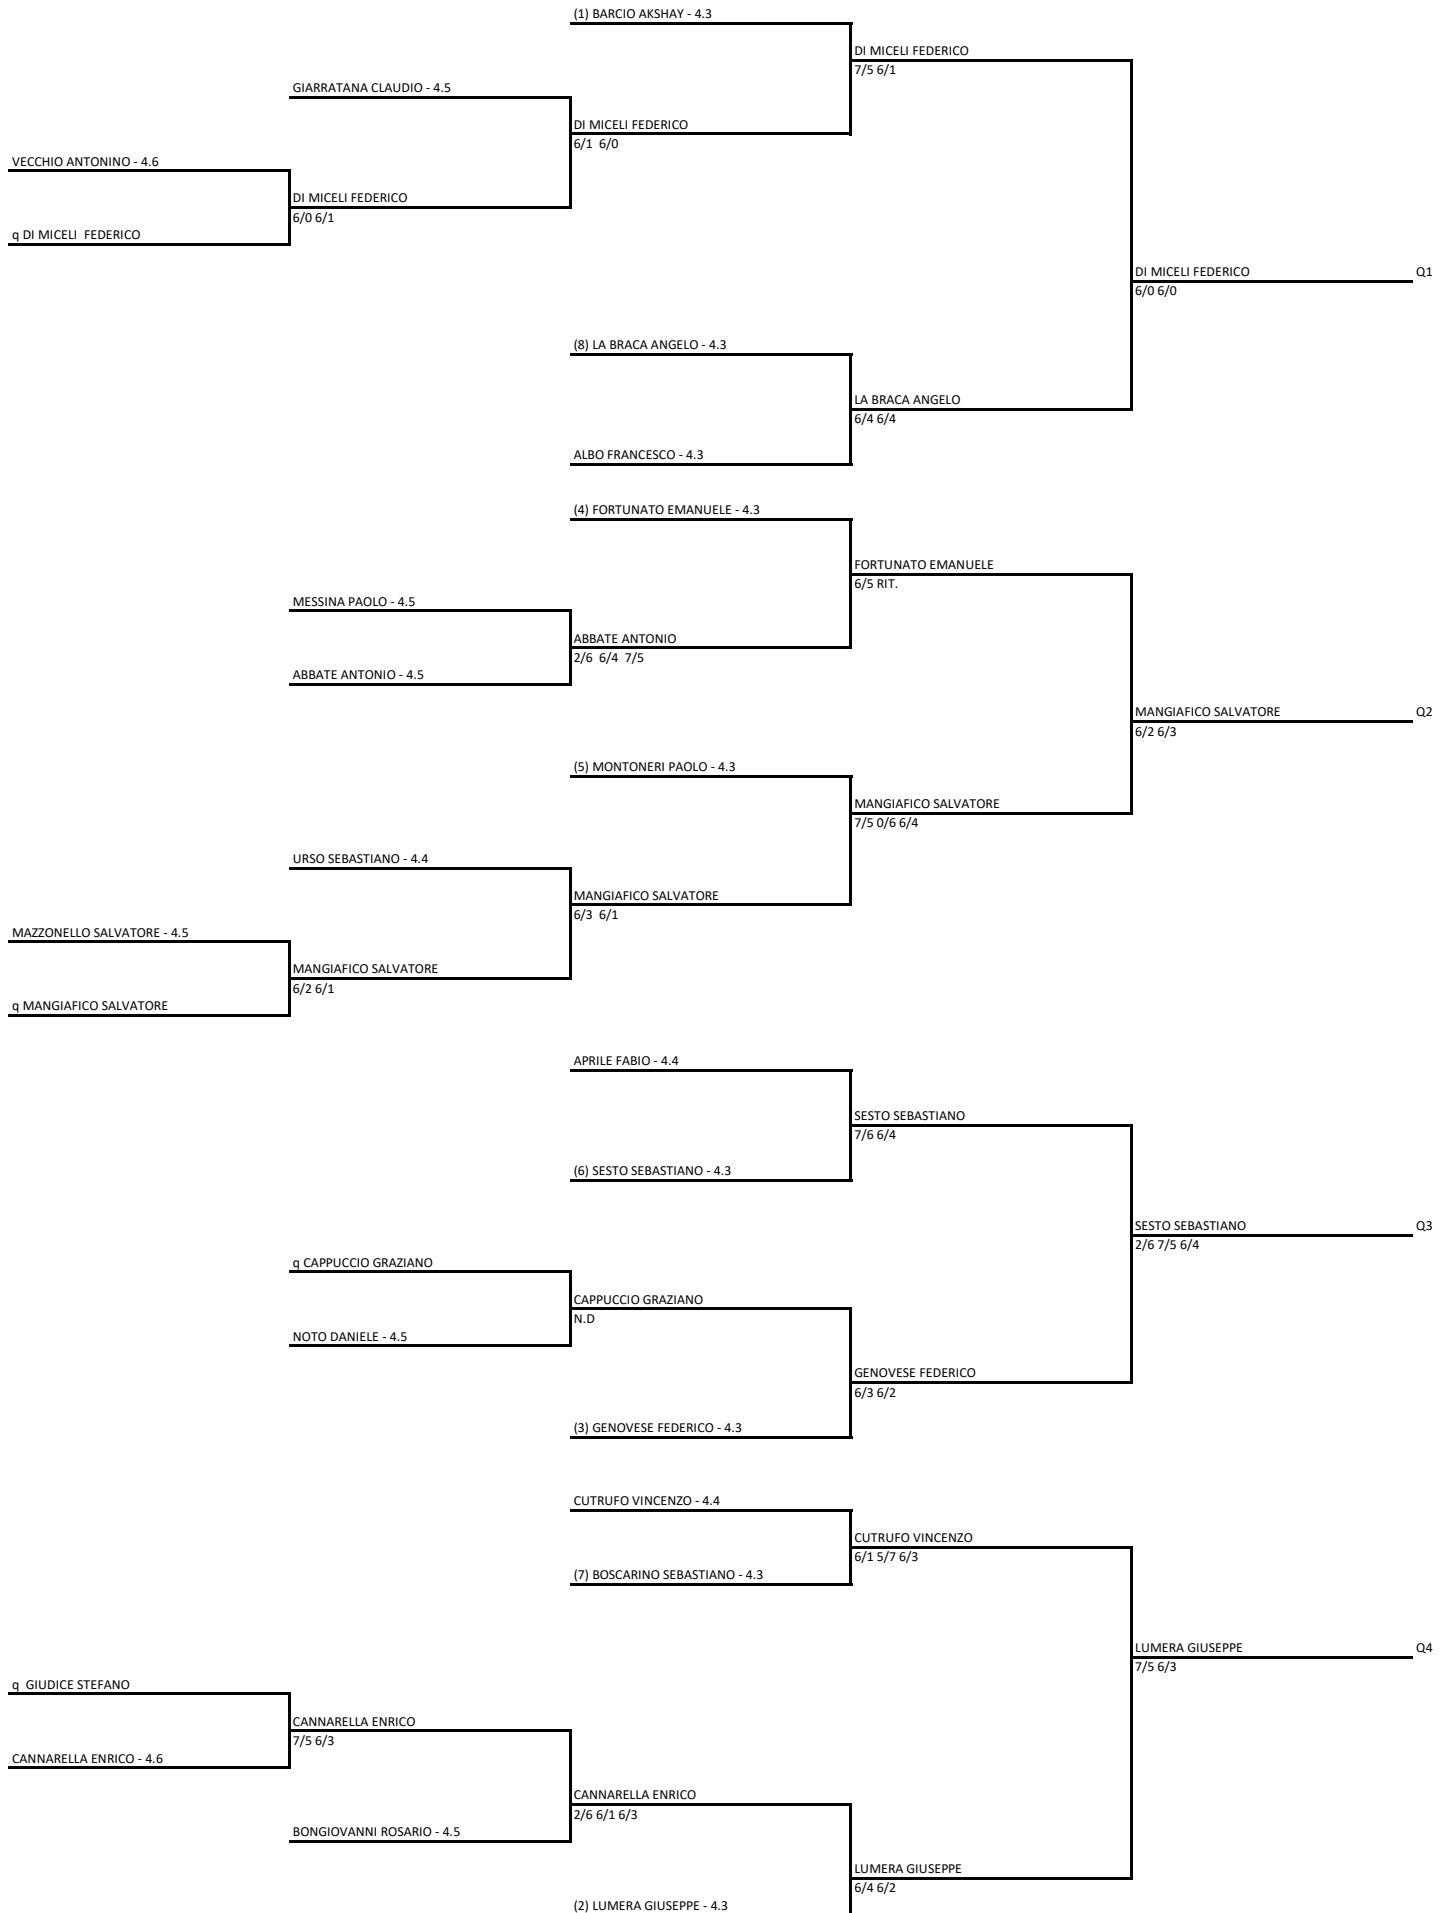 (1) BARCIO AKSHAY - 4.3
DI MICELI FEDERICO
7/5 6/1
GIARRATANA CLAUDIO - 4.5
DI MICELI FEDERICO
6/1 6/0
VECCHIO ANTONINO - 4.6
DI MICELI FEDERICO
6/0 6/1
q DI MICELI FEDERICO
DI MICELI FEDERICO Q1
6/0 6/0
(8) LA BRACA ANGELO - 4.3
LA BRACA ANGELO
6/4 6/4
ALBO FRANCESCO - 4.3
(4) FORTUNATO EMANUELE - 4.3
FORTUNATO EMANUELE
6/5 RIT.
MESSINA PAOLO - 4.5
ABBATE ANTONIO
2/6 6/4 7/5
ABBATE ANTONIO - 4.5
MANGIAFICO SALVATORE Q2
6/2 6/3
(5) MONTONERI PAOLO - 4.3
MANGIAFICO SALVATORE
7/5 0/6 6/4
URSO SEBASTIANO - 4.4
MANGIAFICO SALVATORE
6/3 6/1
MAZZONELLO SALVATORE - 4.5
MANGIAFICO SALVATORE
6/2 6/1
q MANGIAFICO SALVATORE
APRILE FABIO - 4.4
SESTO SEBASTIANO
7/6 6/4
(6) SESTO SEBASTIANO - 4.3
SESTO SEBASTIANO Q3
2/6 7/5 6/4
q CAPPUCCIO GRAZIANO
CAPPUCCIO GRAZIANO
N.D
NOTO DANIELE - 4.5
GENOVESE FEDERICO
6/3 6/2
(3) GENOVESE FEDERICO - 4.3
CUTRUFO VINCENZO - 4.4
CUTRUFO VINCENZO
6/1 5/7 6/3
(7) BOSCARINO SEBASTIANO - 4.3
LUMERA GIUSEPPE Q4
7/5 6/3
q GIUDICE STEFANO
CANNARELLA ENRICO
7/5 6/3
CANNARELLA ENRICO - 4.6
CANNARELLA ENRICO
2/6 6/1 6/3
BONGIOVANNI ROSARIO - 4.5
LUMERA GIUSEPPE
6/4 6/2
(2) LUMERA GIUSEPPE - 4.3